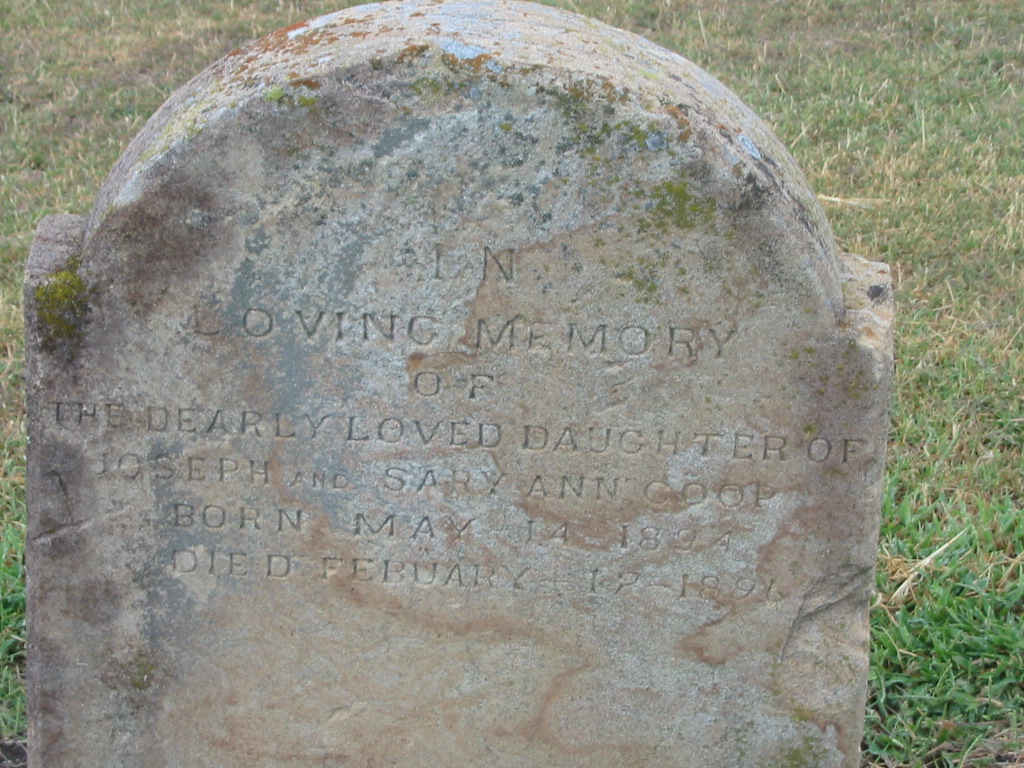 IN
LOVING MEMORY
OF
THE DEARLY LOVED DAUGHTER OF
JOSEPH AND SARY ANN COOP
BORN MAY 14 1894
DIED FEBUARY - 12 - 1896